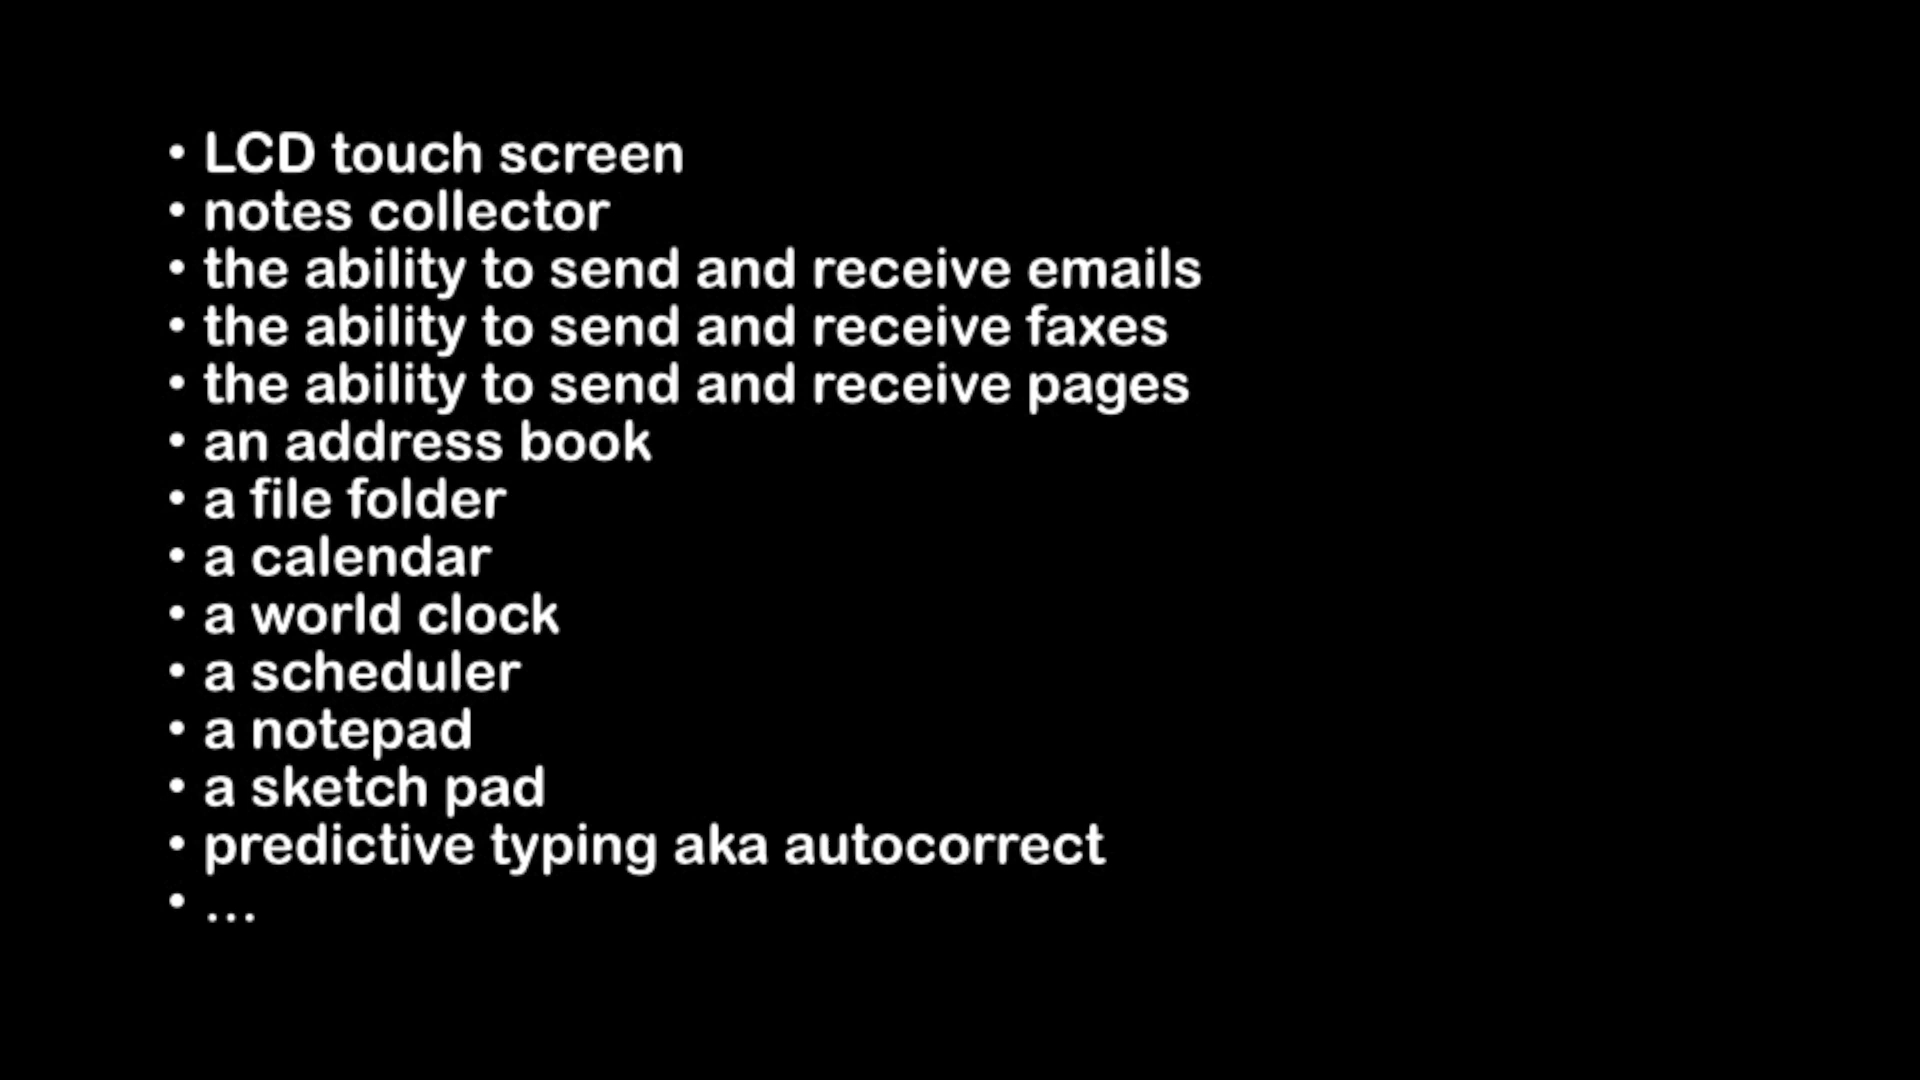 • LCD touch screen
• notes collector
• the ability to send and receive emails
• the ability to send and receive faxes
• the ability to send and receive pages
• an address book
• a file folder
• a calendar
• a world clock
• a scheduler
• a notepad
• a sketch pad
• predictive typing aka autocorrect
• ...